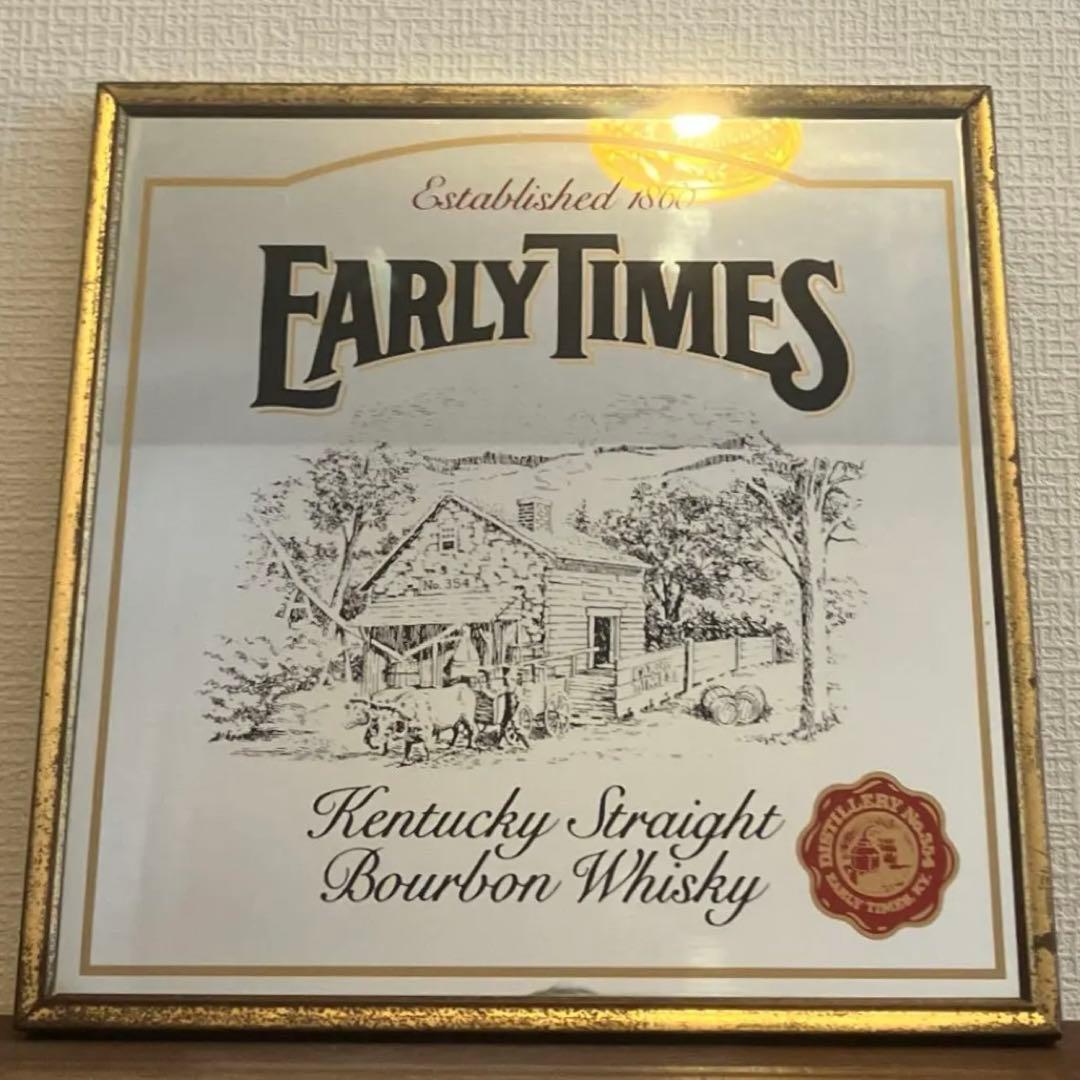 Established 1860
EARLY TIMES
No. 354
Kentucky Straight
Bourbon Whisky
DISTILLERY No. 354
EARLY TIMES, KY.